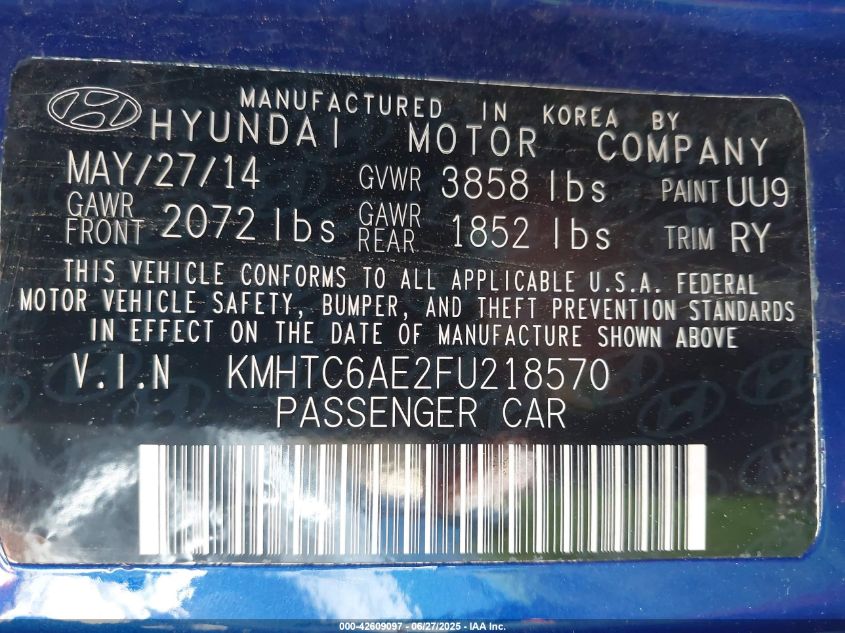 MANUFACTURED IN KOREA BY
HYUNDAI MOTOR COMPANY
MAY/27/14 GVWR 3858 lbs PAINT UU9
GAWR FRONT 2072 lbs GAWR REAR 1852 lbs TRIM RY
THIS VEHICLE CONFORMS TO ALL APPLICABLE U.S.A. FEDERAL
MOTOR VEHICLE SAFETY, BUMPER, AND THEFT PREVENTION STANDARDS
IN EFFECT ON THE DATE OF MANUFACTURE SHOWN ABOVE
V.I.N KMHTC6AE2FU218570
PASSENGER CAR
000-42609097 - 06/27/2025 - IAA Inc.